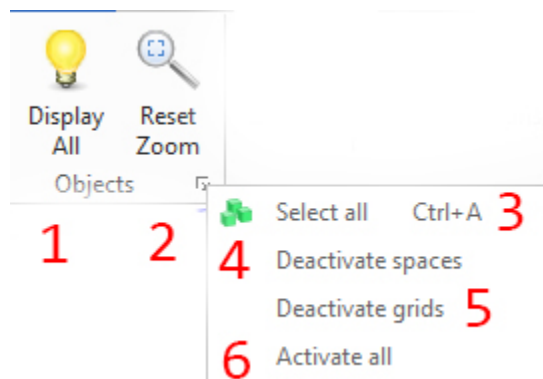 Display Reset
All Zoom
Objects
1 2
Select all Ctrl+A 3
4 Deactivate spaces
Deactivate grids 5
6 Activate all